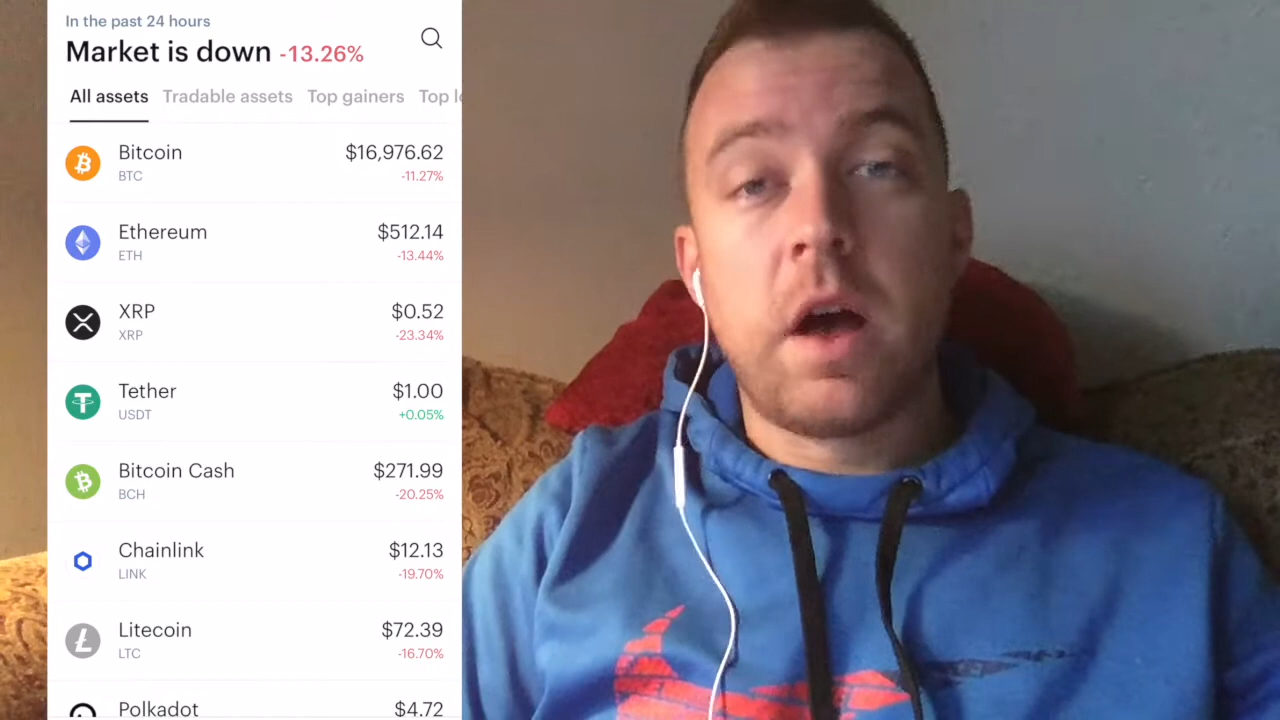 In the past 24 hours
Market is down -13.26%
All assets Tradable assets Top gainers Top
Bitcoin $16,976.62
BTC -11.27%
Ethereum $512.14
ETH -13.44%
XRP $0.52
XRP -23.34%
Tether $1.00
USDT +0.05%
Bitcoin Cash $271.99
BCH -20.25%
Chainlink $12.13
LINK -19.70%
Litecoin $72.39
LTC -16.70%
Polkadot $4.72